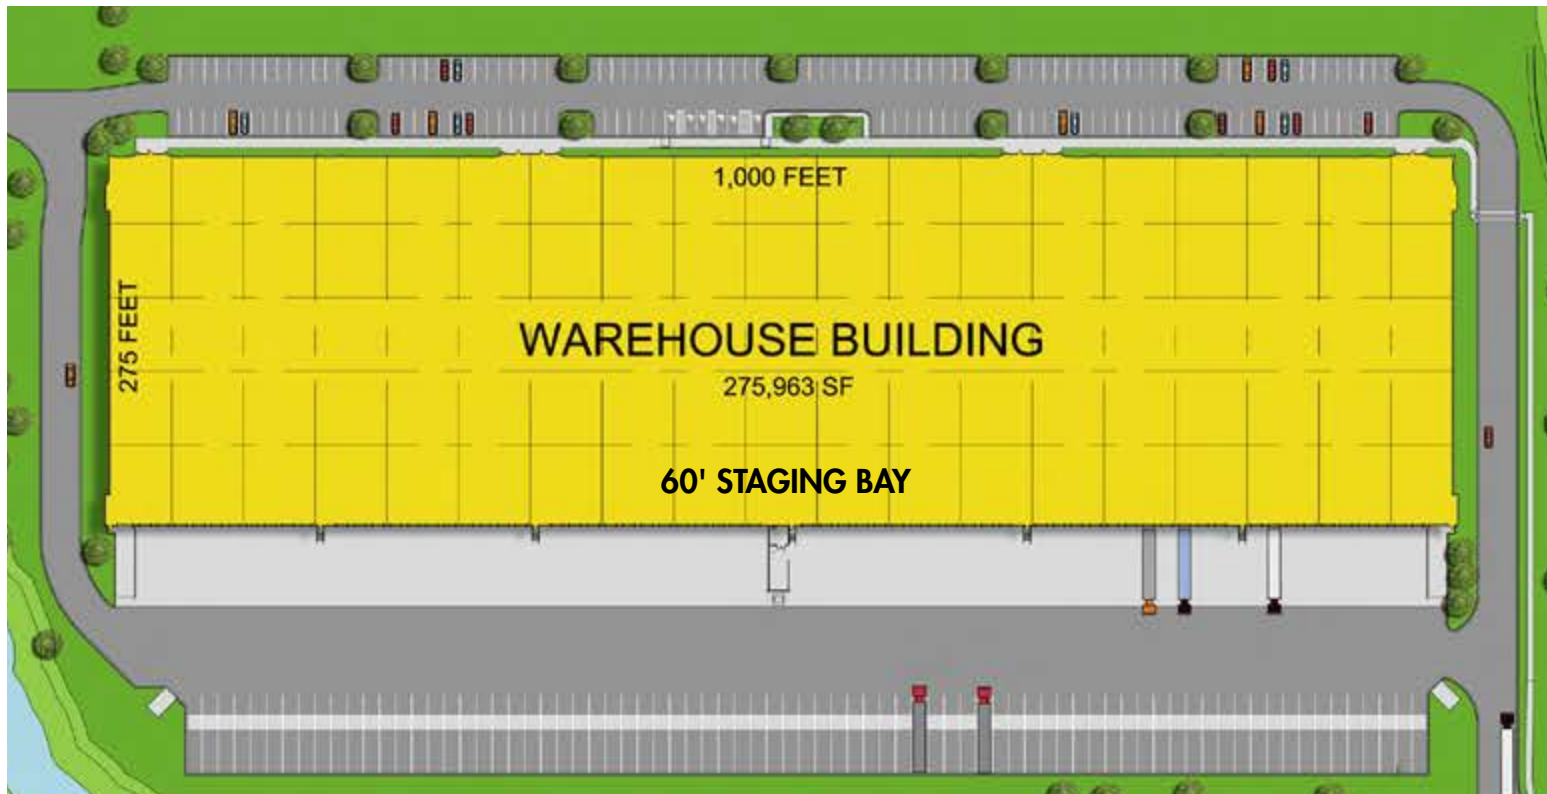 1,000 FEET
275 FEET
WAREHOUSE BUILDING
275,963 SF
60' STAGING BAY